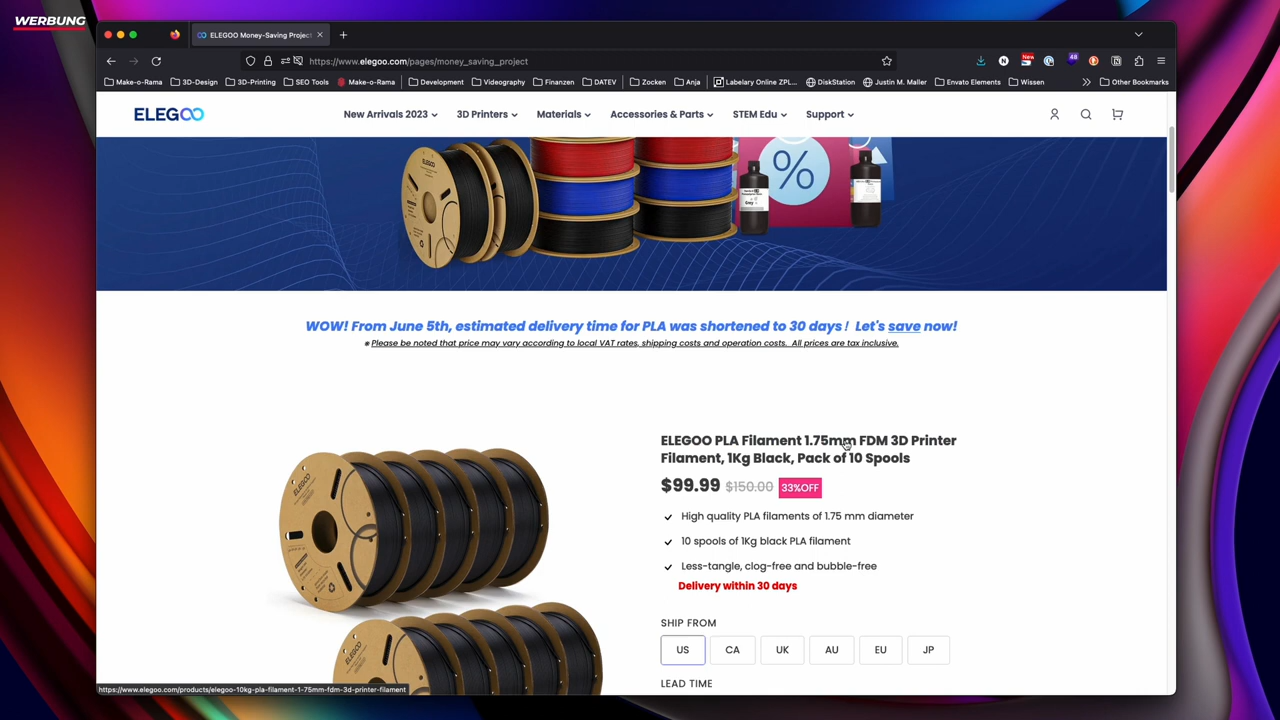 WERBUNG
ELEGOO Money-Saving Projec
https://www.elegoo.com/pages/money_saving_project
New
48
Make-o-Rama
3D-Design
3D-Printing
SEO Tools
Make-o-Rama
Development
Videography
Finanzen
DATEV
Zocken
Anja
Labelary Online ZPL...
DiskStation
Justin M. Maller
Envato Elements
Wissen
Other Bookmarks
ELEGOO
New Arrivals 2023
3D Printers
Materials
Accessories & Parts
STEM Edu
Support
%
WOW! From June 5th, estimated delivery time for PLA was shortened to 30 days! Let's save now!
※ Please be noted that price may vary according to local VAT rates, shipping costs and operation costs. All prices are tax inclusive.
ELEGOO PLA Filament 1.75mm FDM 3D Printer
Filament, 1Kg Black, Pack of 10 Spools
$99.99 $150.00 33%OFF
High quality PLA filaments of 1.75 mm diameter
10 spools of 1Kg black PLA filament
Less-tangle, clog-free and bubble-free
Delivery within 30 days
SHIP FROM
US
CA
UK
AU
EU
JP
LEAD TIME
https://www.elegoo.com/products/elegoo-10kg-pla-filament-1-75mm-fdm-3d-printer-filament